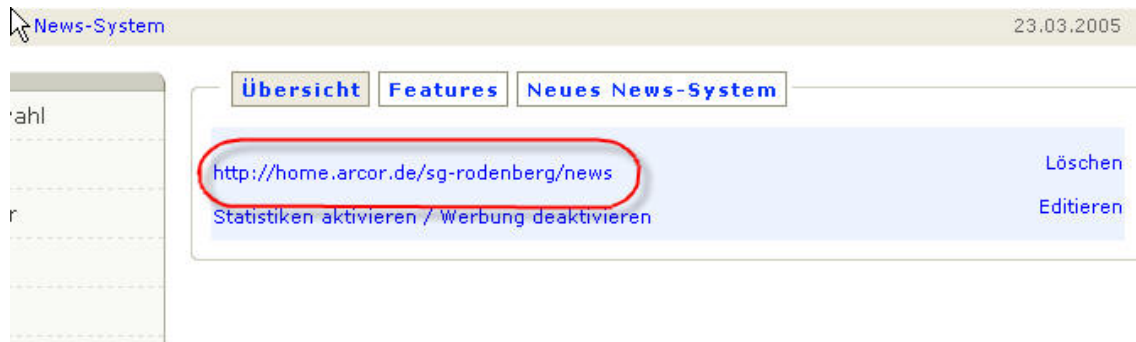 News-System 23.03.2005
Übersicht Features Neues News-System
ahl
http://home.arcor.de/sg-rodenberg/news Löschen
r
Statistiken aktivieren / Werbung deaktivieren Editieren